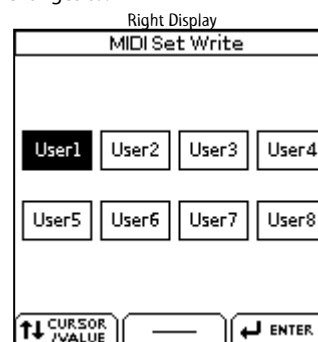 Right Display
MIDI Set Write
User1 User2 User3 User4
User5 User6 User7 User8
CURSOR
/VALUE
ENTER